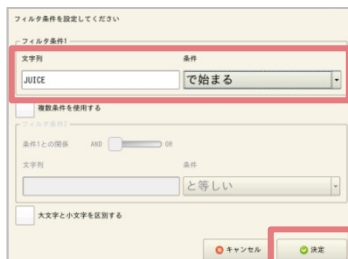 フィルタ条件を設定してください
フィルタ条件1
文字列 条件
JUICE で始まる
複数条件を使用する
フィルタ条件2
条件1との関係 AND OR
文字列 条件
と等しい
大文字と小文字を区別する
キャンセル 決定